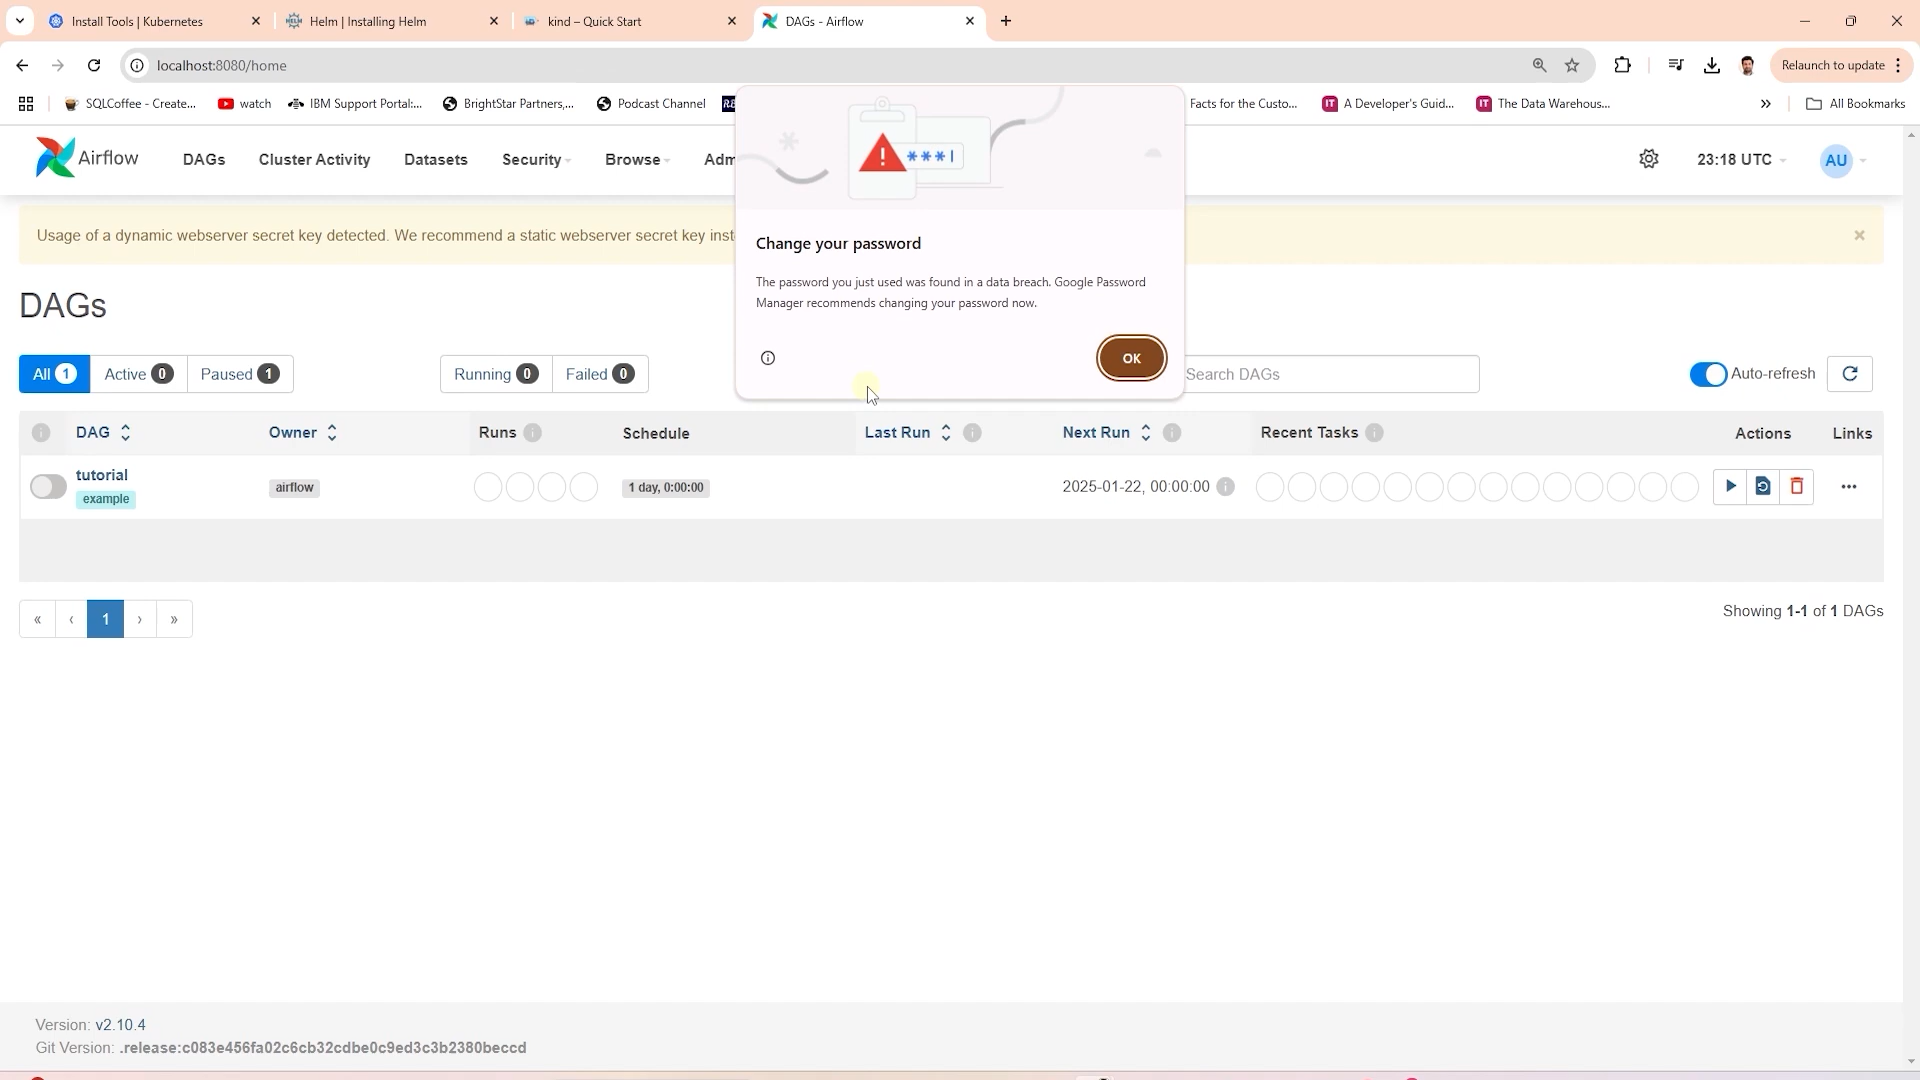 Install Tools | Kubernetes
Helm | Installing Helm
kind – Quick Start
DAGs - Airflow
localhost:8080/home
Relaunch to update
SQLCoffee - Create...
watch
IBM Support Portal:...
BrightStar Partners,...
Podcast Channel
Facts for the Custo...
A Developer's Guid...
The Data Warehous...
All Bookmarks
Airflow
DAGs
Cluster Activity
Datasets
Security
Browse
Adm
23:18 UTC
AU
Usage of a dynamic webserver secret key detected. We recommend a static webserver secret key inst
***|
Change your password
The password you just used was found in a data breach. Google Password
Manager recommends changing your password now.
OK
DAGs
All 1
Active 0
Paused 1
Running 0
Failed 0
Search DAGs
Auto-refresh
DAG
Owner
Runs
Schedule
Last Run
Next Run
Recent Tasks
Actions
Links
tutorial
example
airflow
1 day, 0:00:00
2025-01-22, 00:00:00
« ‹ 1 › »
Showing 1-1 of 1 DAGs
Version: v2.10.4
Git Version: .release:c083e456fa02c6cb32cdbe0c9ed3c3b2380beccd